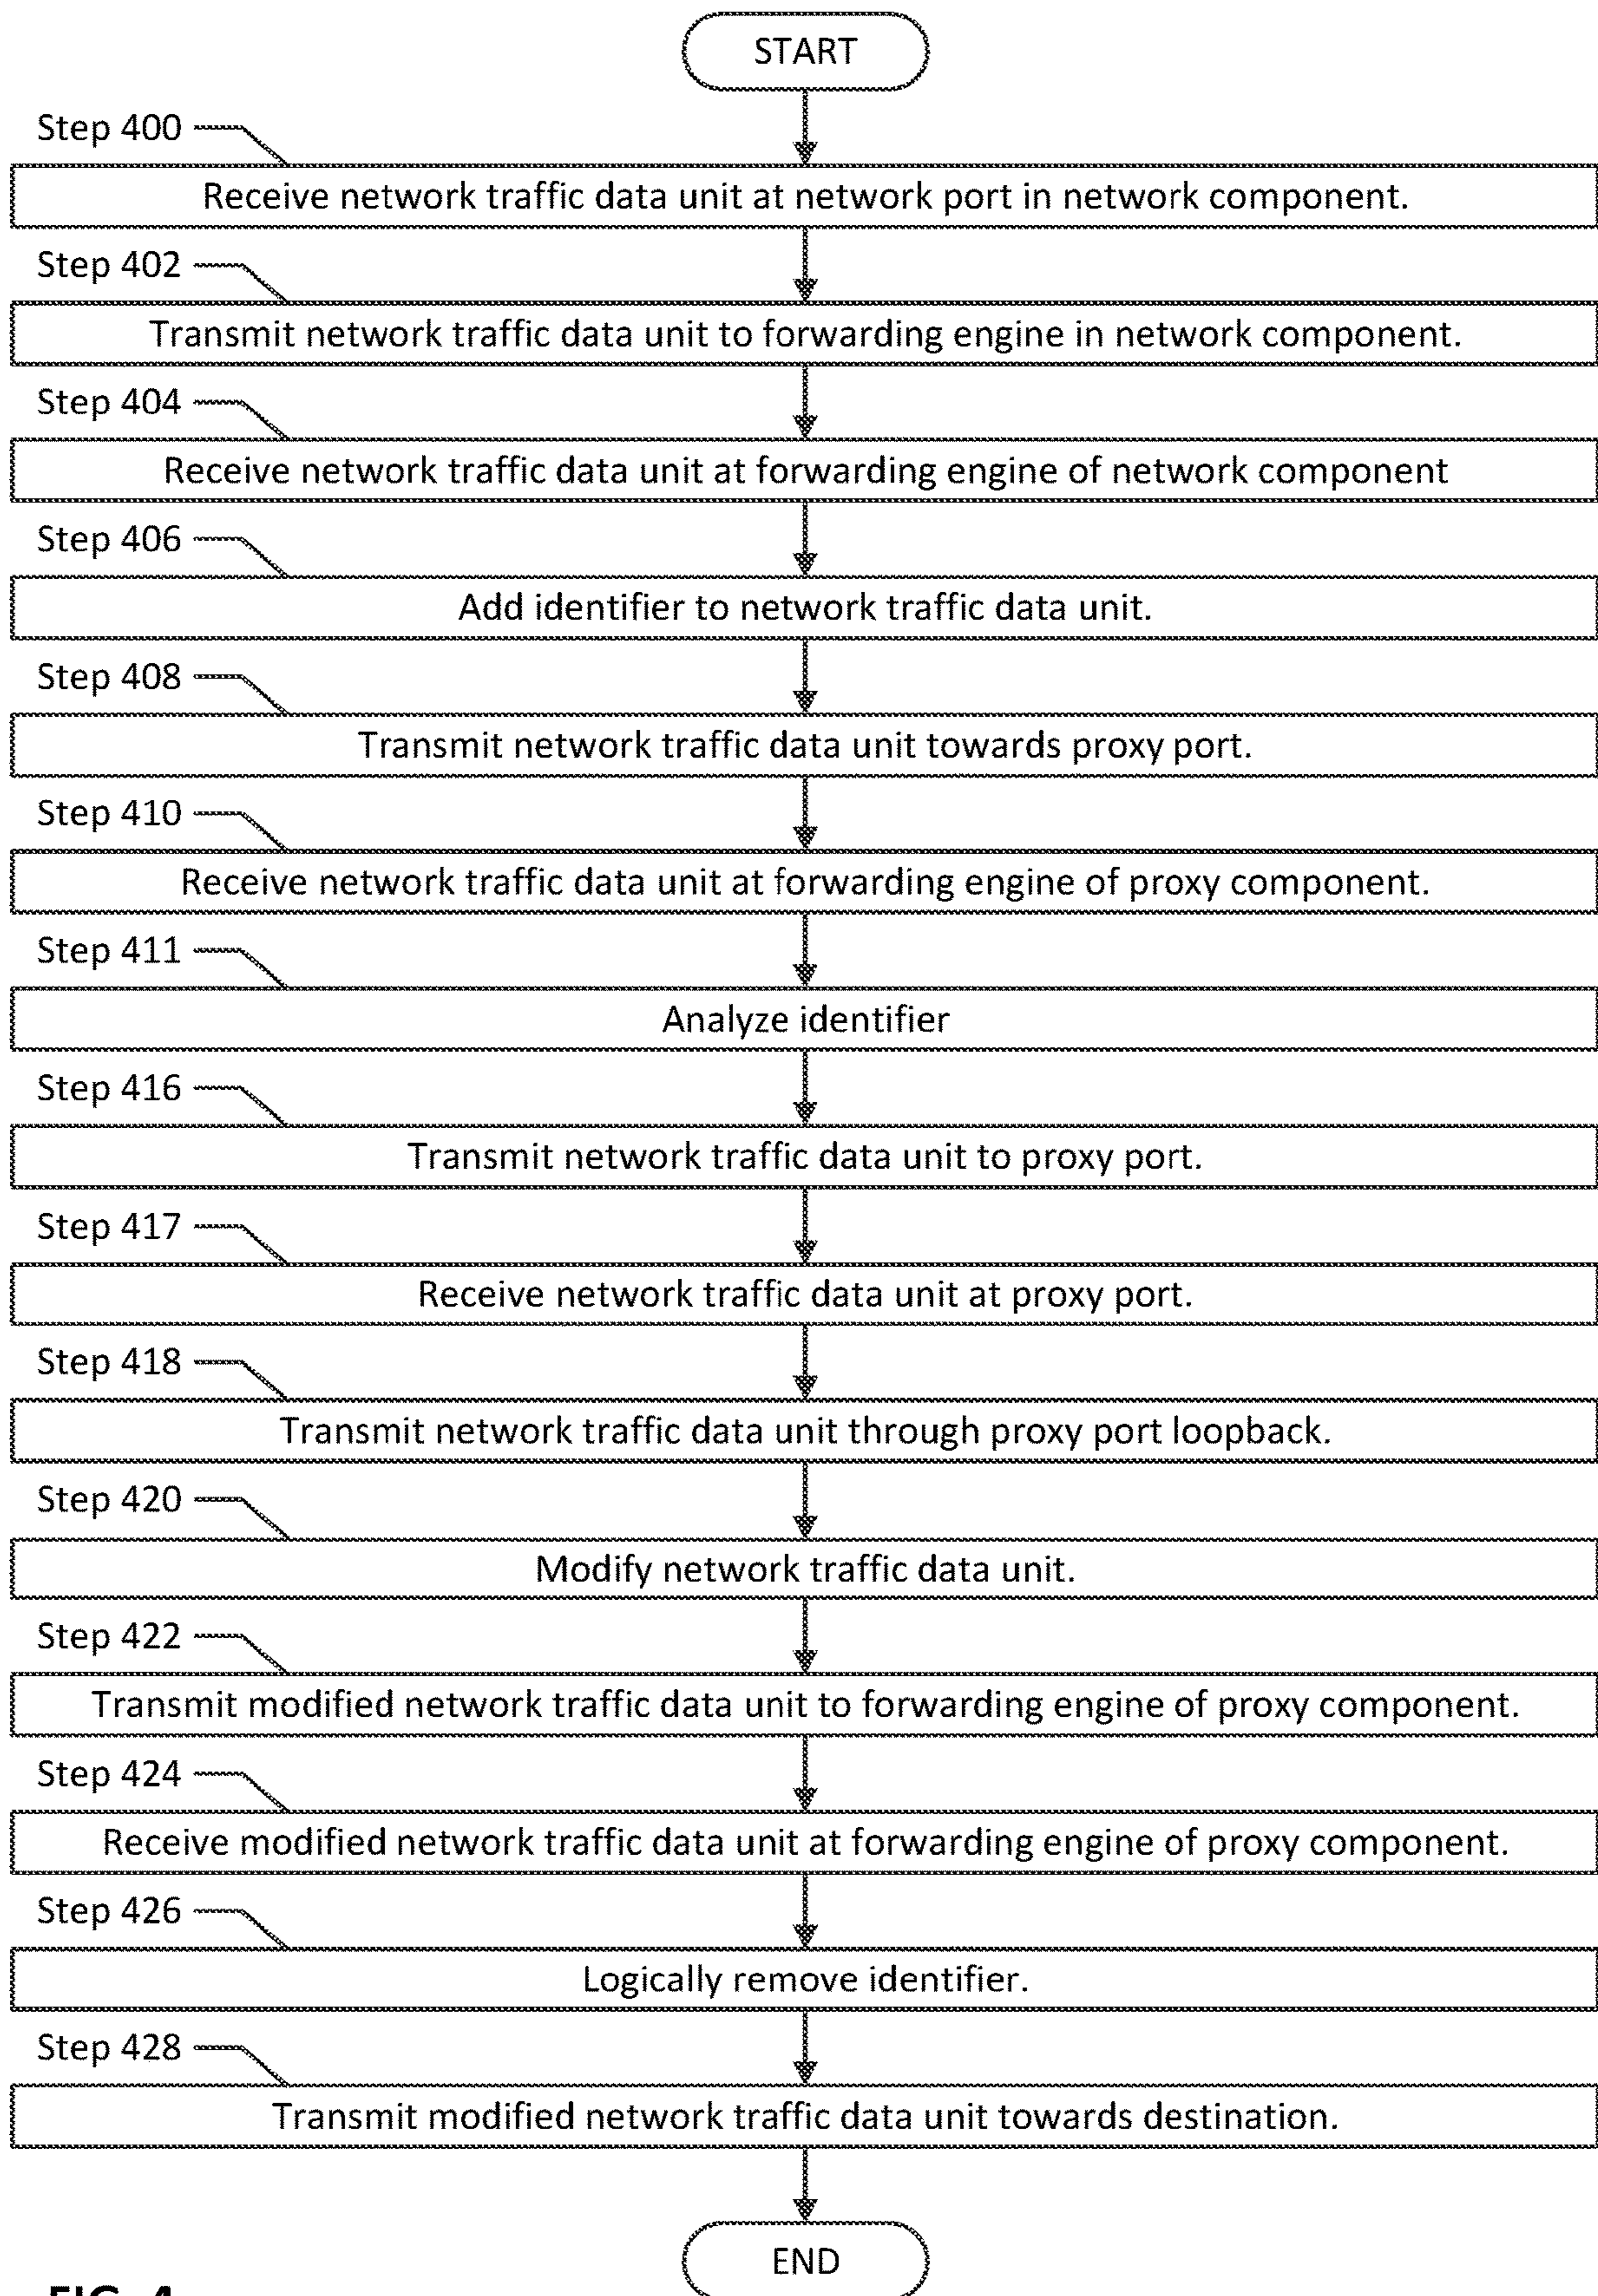 START
Step 400
Receive network traffic data unit at network port in network component.
Step 402
Transmit network traffic data unit to forwarding engine in network component.
Step 404
Receive network traffic data unit at forwarding engine of network component
Step 406
Add identifier to network traffic data unit.
Step 408
Transmit network traffic data unit towards proxy port.
Step 410
Receive network traffic data unit at forwarding engine of proxy component.
Step 411
Analyze identifier
Step 416
Transmit network traffic data unit to proxy port.
Step 417
Receive network traffic data unit at proxy port.
Step 418
Transmit network traffic data unit through proxy port loopback.
Step 420
Modify network traffic data unit.
Step 422
Transmit modified network traffic data unit to forwarding engine of proxy component.
Step 424
Receive modified network traffic data unit at forwarding engine of proxy component.
Step 426
Logically remove identifier.
Step 428
Transmit modified network traffic data unit towards destination.
END
FIG. 4